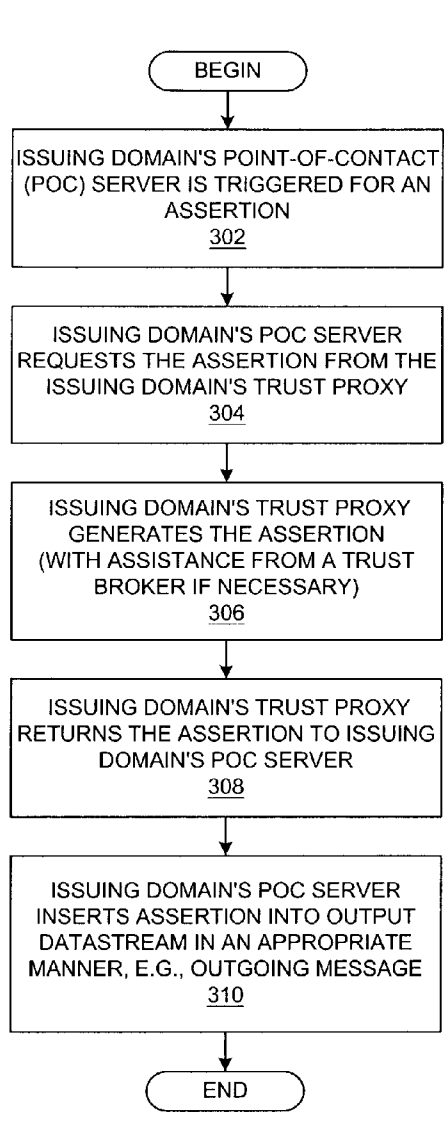 BEGIN
ISSUING DOMAIN'S POINT-OF-CONTACT
(POC) SERVER IS TRIGGERED FOR AN
ASSERTION
302
ISSUING DOMAIN'S POC SERVER
REQUESTS THE ASSERTION FROM THE
ISSUING DOMAIN'S TRUST PROXY
304
ISSUING DOMAIN'S TRUST PROXY
GENERATES THE ASSERTION
(WITH ASSISTANCE FROM A TRUST
BROKER IF NECESSARY)
306
ISSUING DOMAIN'S TRUST PROXY
RETURNS THE ASSERTION TO ISSUING
DOMAIN'S POC SERVER
308
ISSUING DOMAIN'S POC SERVER
INSERTS ASSERTION INTO OUTPUT
DATASTREAM IN AN APPROPRIATE
MANNER, E.G., OUTGOING MESSAGE
310
END